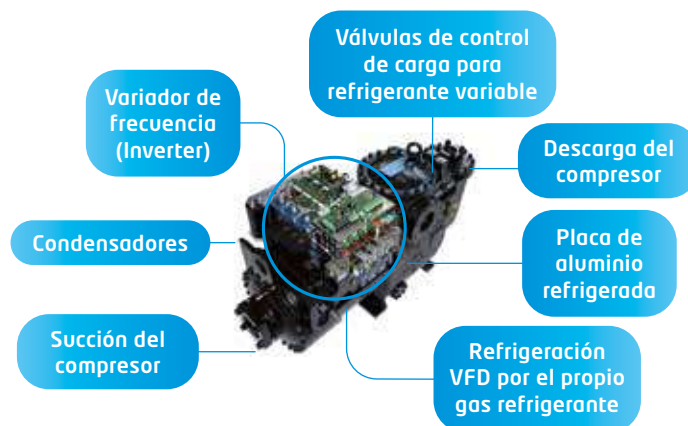 Válvulas de control
de carga para
refrigerante variable
Variador de
frecuencia
(Inverter)
Descarga del
compresor
Condensadores
Placa de
aluminio
refrigerada
Succión del
compresor
Refrigeración
VFD por el propio
gas refrigerante